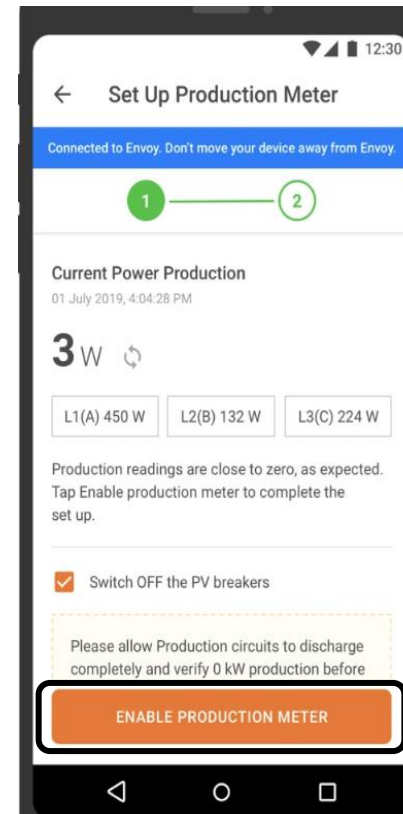 12:30
Set Up Production Meter
Connected to Envoy. Don't move your device away from Envoy.
1
2
Current Power Production
01 July 2019, 4:04:28 PM
3 W
L1(A) 450 W
L2(B) 132 W
L3(C) 224 W
Production readings are close to zero, as expected.
Tap Enable production meter to complete the
set up.
Switch OFF the PV breakers
Please allow Production circuits to discharge
completely and verify 0 kW production before
ENABLE PRODUCTION METER